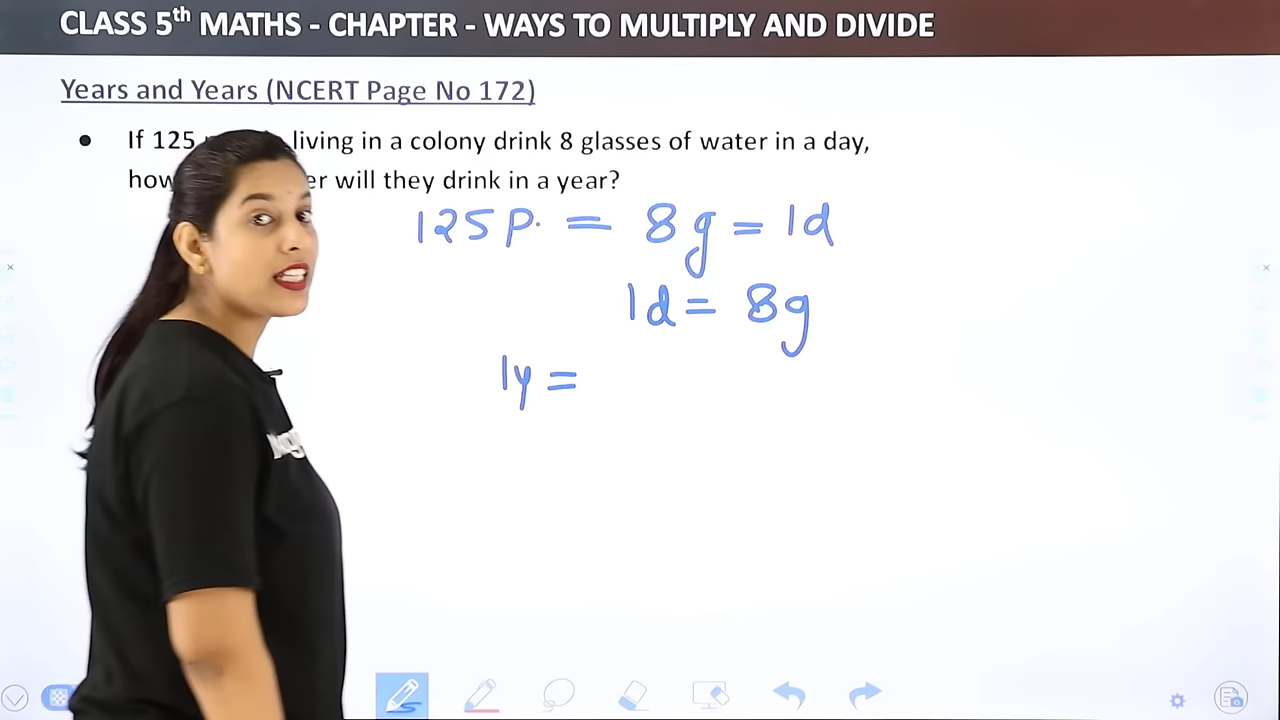 CLASS 5th MATHS - CHAPTER - WAYS TO MULTIPLY AND DIVIDE
Years and Years (NCERT Page No 172)
If 125 living in a colony drink 8 glasses of water in a day,
how will they drink in a year?
125 P. = 8g = 1d
1d = 8g
1y =